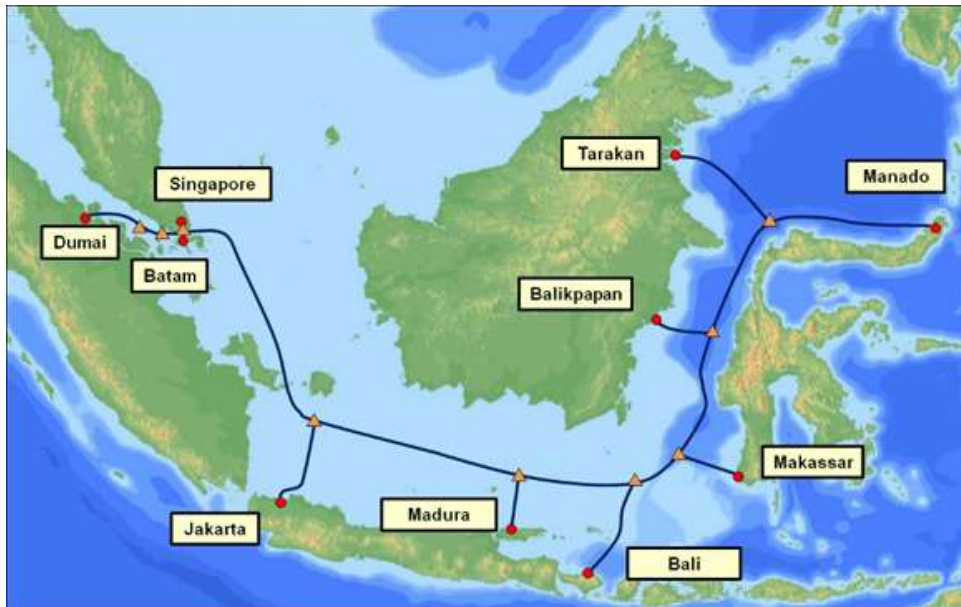 Tarakan
Manado
Singapore
Dumai
Batam
Balikpapan
Makassar
Madura
Jakarta
Bali